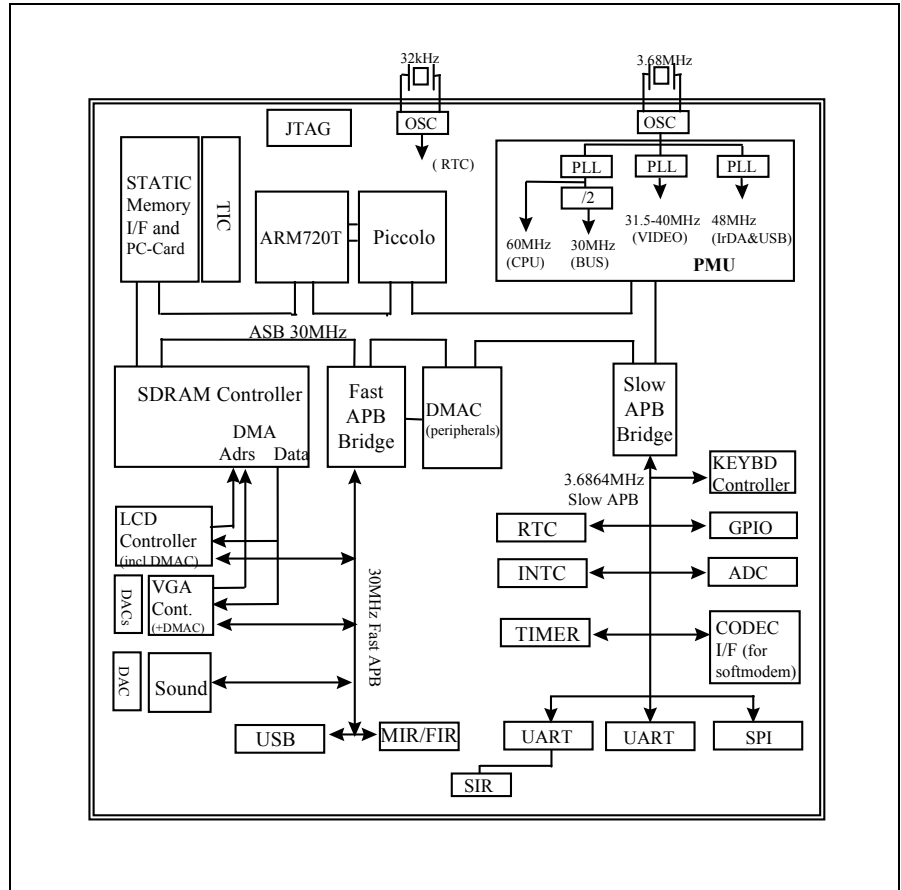 32kHz
3.68MHz
OSC
OSC
JTAG
( RTC)
PLL
PLL
PLL
/2
60MHz
(CPU)
30MHz
(BUS)
31.5-40MHz
(VIDEO)
48MHz
(IrDA&USB)
PMU
STATIC
Memory
I/F and
PC-Card
TIC
ARM720T
Piccolo
ASB 30MHz
SDRAM Controller
DMA
Adrs
Data
Fast
APB
Bridge
DMAC
(peripherals)
Slow
APB
Bridge
3.6864MHz
Slow APB
KEYBD
Controller
LCD
Controller
(incl DMAC)
RTC
GPIO
INTC
ADC
DACs
VGA
Cont.
(+DMAC)
30MHz Fast APB
TIMER
CODEC
I/F (for
softmodem)
DAC
Sound
USB
MIR/FIR
UART
UART
SPI
SIR